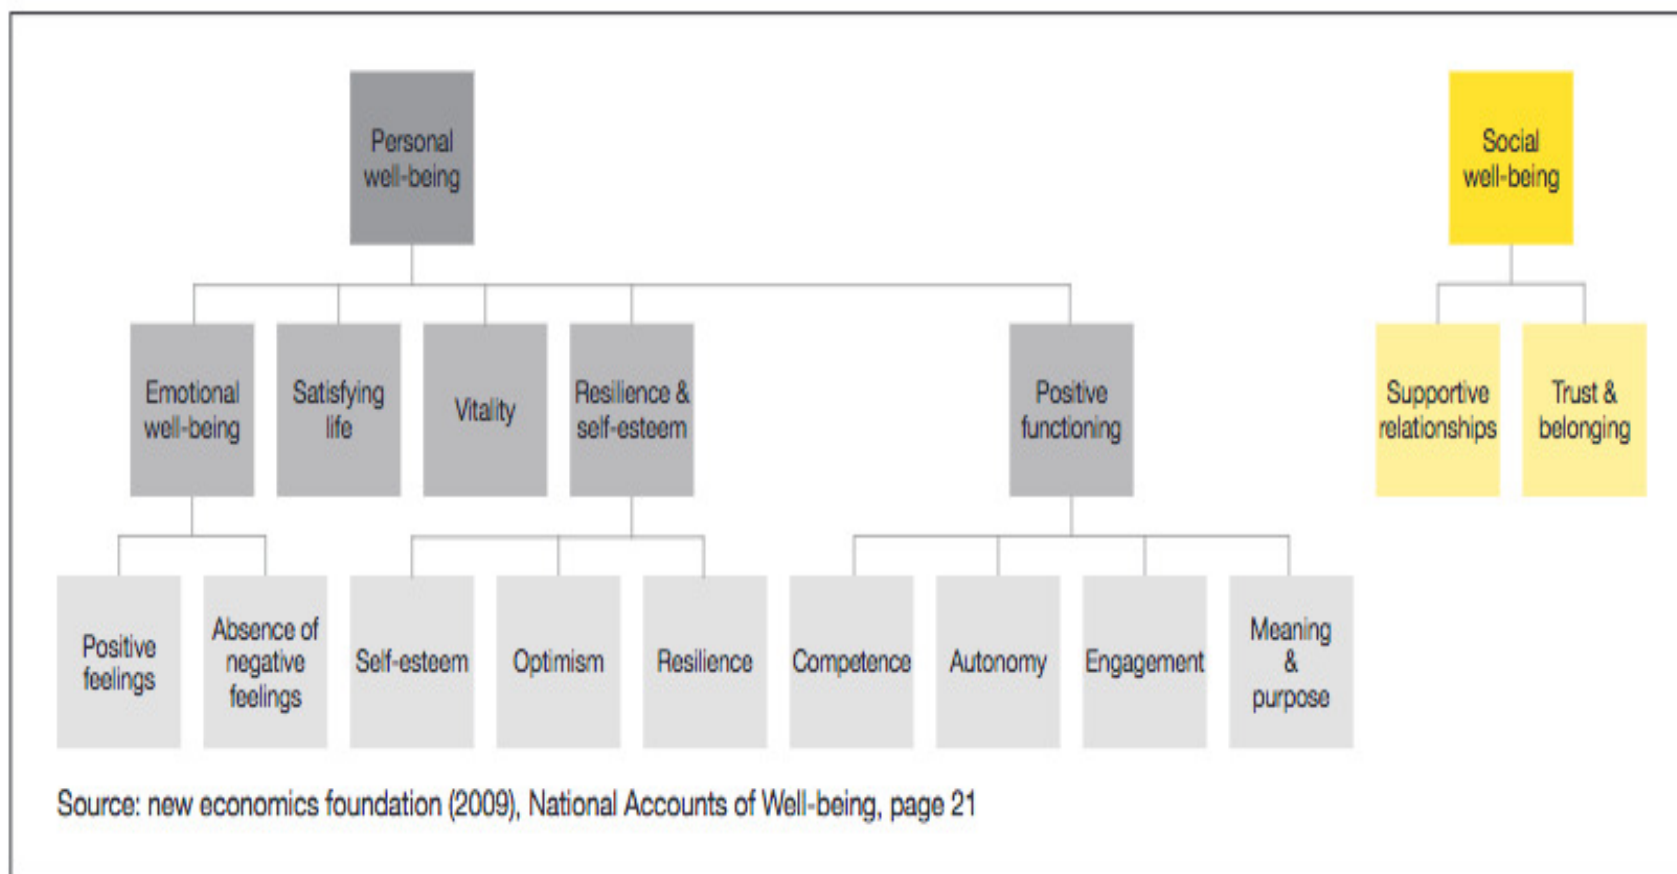 Personal
well-being
Social
well-being
Emotional
well-being
Satisfying
life
Vitality
Resilience &
self-esteem
Positive
functioning
Supportive
relationships
Trust &
belonging
Positive
feelings
Absence of
negative
feelings
Self-esteem
Optimism
Resilience
Competence
Autonomy
Engagement
Meaning
&
purpose
Source: new economics foundation (2009), National Accounts of Well-being, page 21